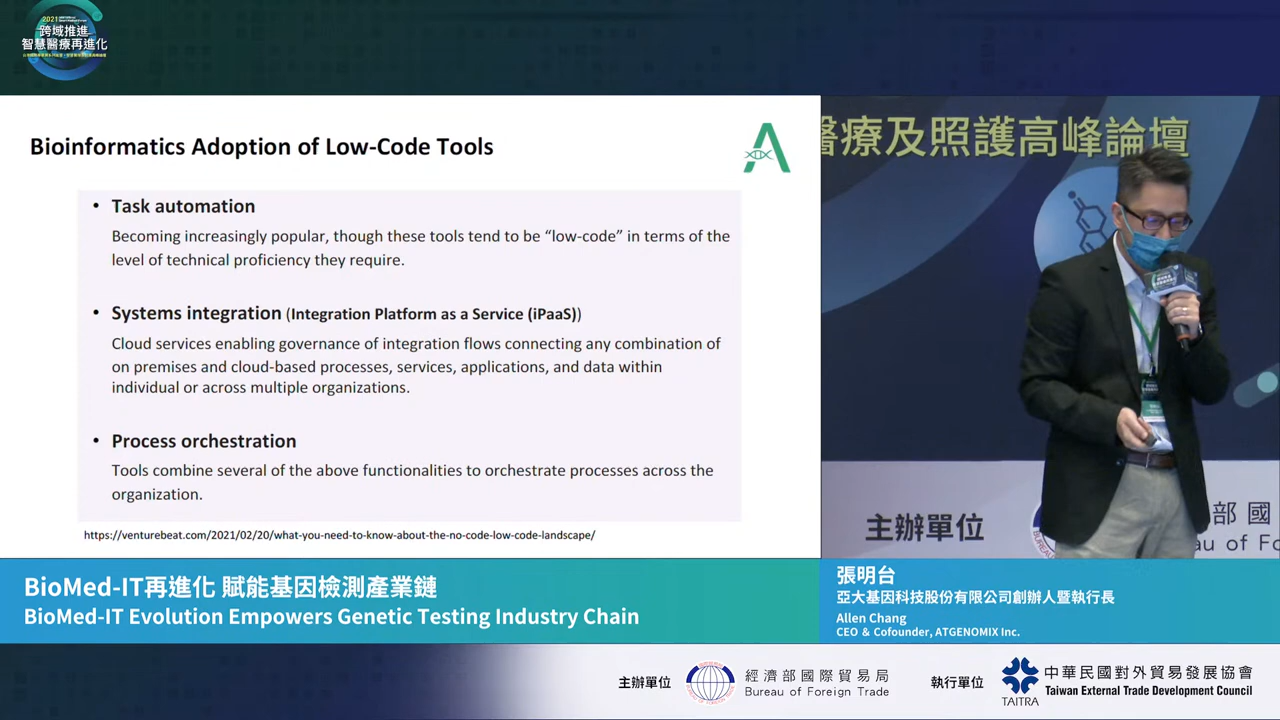 2021
跨域推進
智慧醫療再進化
Bioinformatics Adoption of Low-Code Tools
• Task automation
Becoming increasingly popular, though these tools tend to be “low-code” in terms of the
level of technical proficiency they require.
• Systems integration (Integration Platform as a Service (iPaaS))
Cloud services enabling governance of integration flows connecting any combination of
on premises and cloud-based processes, services, applications, and data within
individual or across multiple organizations.
• Process orchestration
Tools combine several of the above functionalities to orchestrate processes across the
organization.
https://venturebeat.com/2021/02/20/what-you-need-to-know-about-the-no-code-low-code-landscape/
醫療及照護高峰論壇
主辦單位
部 國
au of Fo
BioMed-IT再進化 賦能基因檢測產業鏈
BioMed-IT Evolution Empowers Genetic Testing Industry Chain
張明台
亞大基因科技股份有限公司創辦人暨執行長
Allen Chang
CEO & Cofounder, ATGENOMIX Inc.
主辦單位
經濟部國際貿易局
Bureau of Foreign Trade
執行單位
TAITRA
中華民國對外貿易發展協會
Taiwan External Trade Development Council